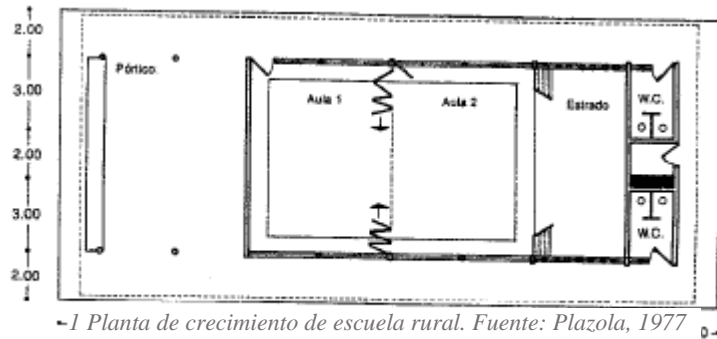 2.00
3.00
2.00
3.00
2.00
Pórtico.
Aula 1
Aula 2
Estrado
W.C.
W.C.
-1 Planta de crecimiento de escuela rural. Fuente: Plazola, 1977